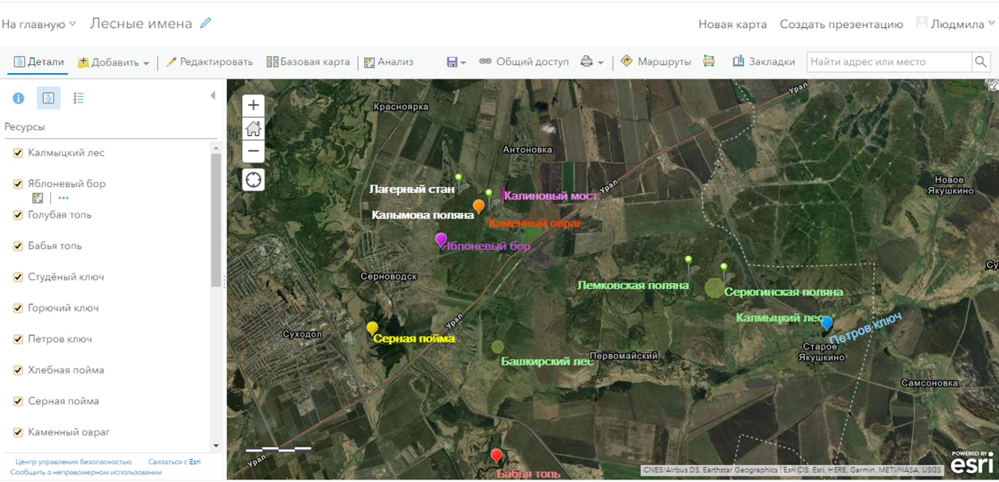 На главную
Лесные имена
Новая карта
Создать презентацию
Людмила
Детали
Добавить
Редактировать
Базовая карта
Анализ
Общий доступ
Маршруты
Закладки
Найти адрес или место
Ресурсы
Калмыцкий лес
Яблоневый бор
Голубая топь
Бабья топь
Студёный ключ
Горючий ключ
Петров ключ
Хлебная пойма
Серная пойма
Каменный овраг
Центр управления безопасностью
Связаться с Esri
Сообщить о неправомерном использовании
Урал
Красноярка
Антоновка
Новое
Якушкино
Урал
Лагерный стан
Калиновый мост
Калымова поляна
Каменный овраг
Яблоневый бор
Су
Серноводск
Лемковская поляна
Серюгинская поляна
Калмыцкий лес
Петров ключ
Урал
Суходол
Серная пойма
Башкирский лес
Первомайский
Старое
Якушкино
Самсоновка
Урал
Бабья топь
POWERED BY
esri
CNES/Airbus DS, Earthstar Geographics | Esri CIS, Esri, HERE, Garmin, METI/NASA, USGS